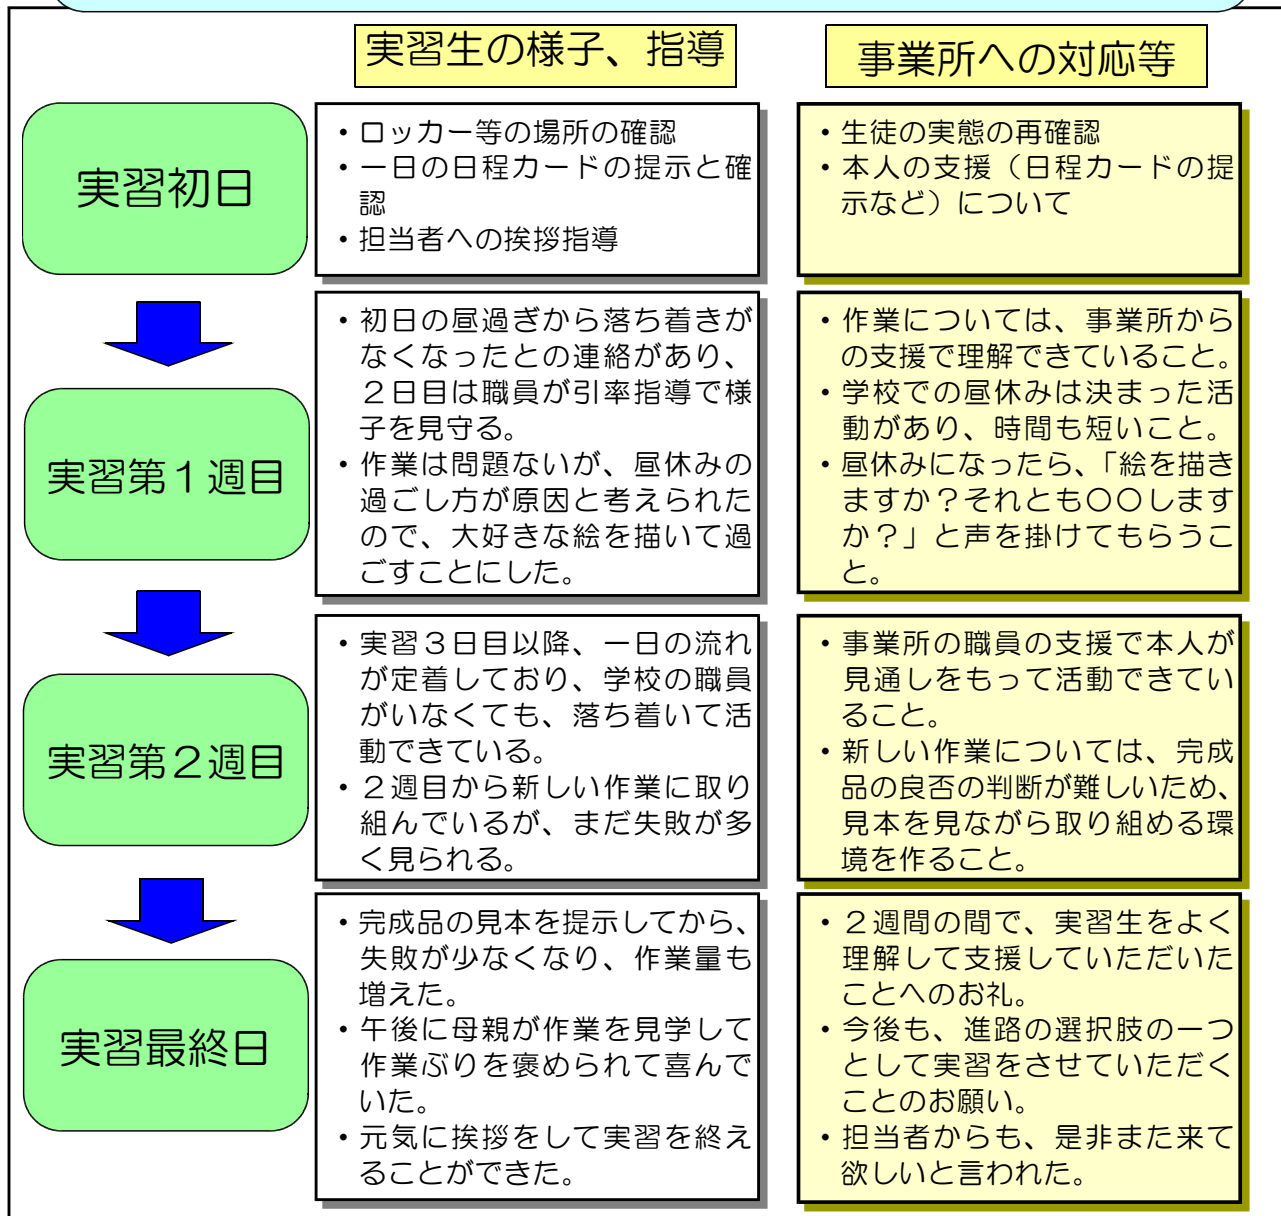 実習生の様子、指導
事業所への対応等
実習初日
・ロッカー等の場所の確認
・一日の日程カードの提示と確
認
・担当者への挨拶指導
・生徒の実態の再確認
・本人の支援（日程カードの提
示など）について
実習第１週目
・初日の昼過ぎから落ち着きが
なくなったとの連絡があり、
２日目は職員が引率指導で様
子を見守る。
・作業は問題ないが、昼休みの
過ごし方が原因と考えられた
ので、大好きな絵を描いて過
ごすことにした。
・作業については、事業所から
の支援で理解できていること。
・学校での昼休みは決まった活
動があり、時間も短いこと。
・昼休みになったら、「絵を描き
ますか？それとも〇〇します
か？」と声を掛けてもらうこ
と。
実習第２週目
・実習３日目以降、一日の流れ
が定着しており、学校の職員
がいなくても、落ち着いて活
動できている。
・２週目から新しい作業に取り
組んでいるが、まだ失敗が多
く見られる。
・事業所の職員の支援で本人が
見通しをもって活動できてい
ること。
・新しい作業については、完成
品の良否の判断が難しいため、
見本を見ながら取り組める環
境を作ること。
実習最終日
・完成品の見本を提示してから、
失敗が少なくなり、作業量も
増えた。
・午後に母親が作業を見学して
作業ぶりを褒められて喜んで
いた。
・元気に挨拶をして実習を終え
ることができた。
・２週間の間で、実習生をよく
理解して支援していただいた
ことへのお礼。
・今後も、進路の選択肢の一つ
として実習をさせていただく
ことのお願い。
・担当者からも、是非また来て
欲しいと言われた。